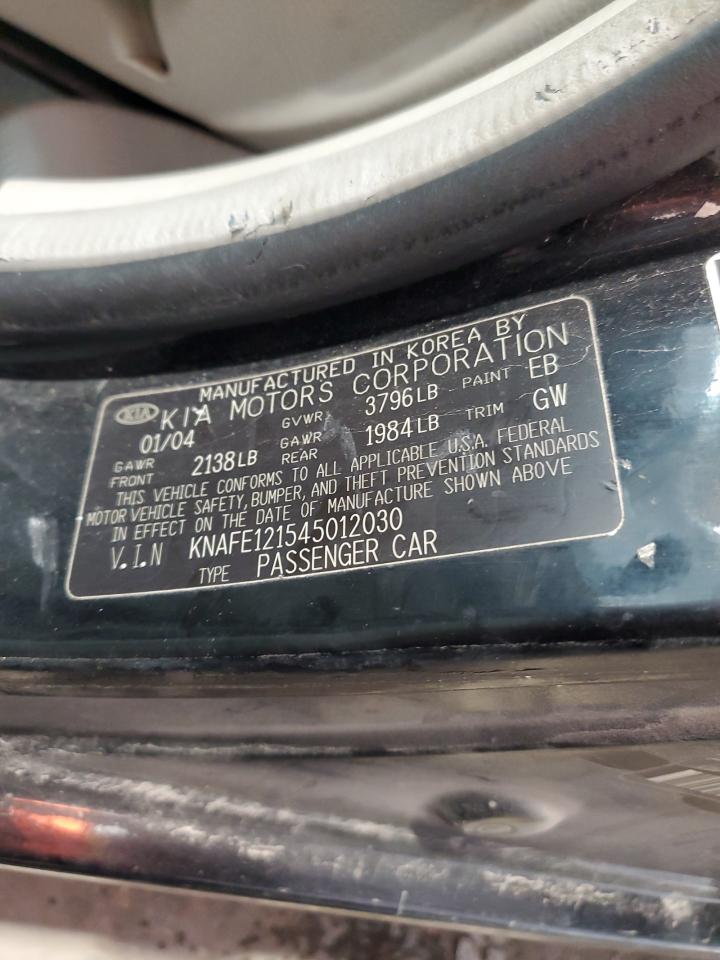 MANUFACTURED IN KOREA BY
KIA KIA MOTORS CORPORATION
01/04 GVWR 3796LB PAINT EB
GAWR FRONT 2138LB GAWR REAR 1984LB TRIM GW
THIS VEHICLE CONFORMS TO ALL APPLICABLE U.S.A. FEDERAL
MOTOR VEHICLE SAFETY, BUMPER, AND THEFT PREVENTION STANDARDS
IN EFFECT ON THE DATE OF MANUFACTURE SHOWN ABOVE
V.I.N KNAFE121545012030
TYPE PASSENGER CAR